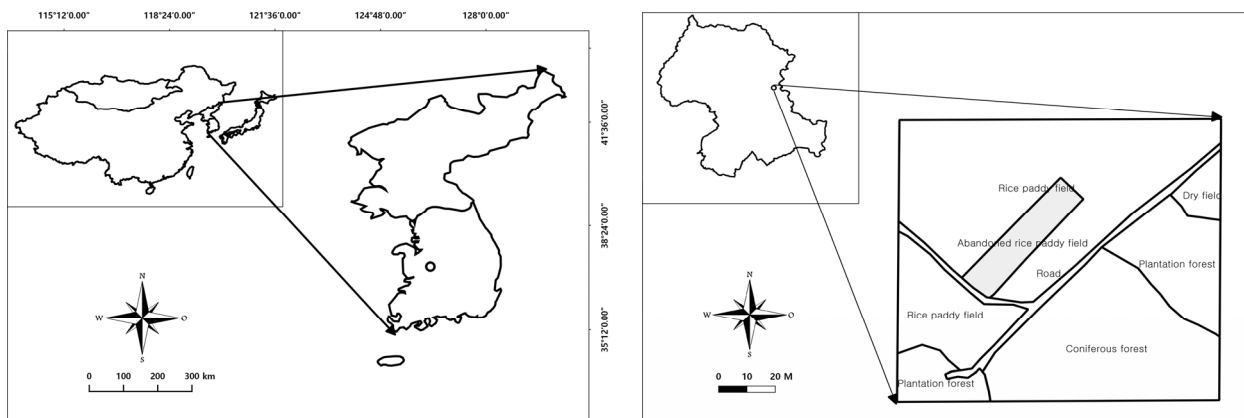 115°12'0.00"
118°24'0.00"
121°36'0.00"
124°48'0.00"
128°0'0.00"
41°36'0.00"
38°24'0.00"
35°12'0.00"
N
W
O
S
0 100 200 300 km
N
W
O
S
0 10 20 M
Rice paddy field
Dry field
Abandoned rice paddy field
Plantation forest
Road
Rice paddy field
Coniferous forest
Plantation forest